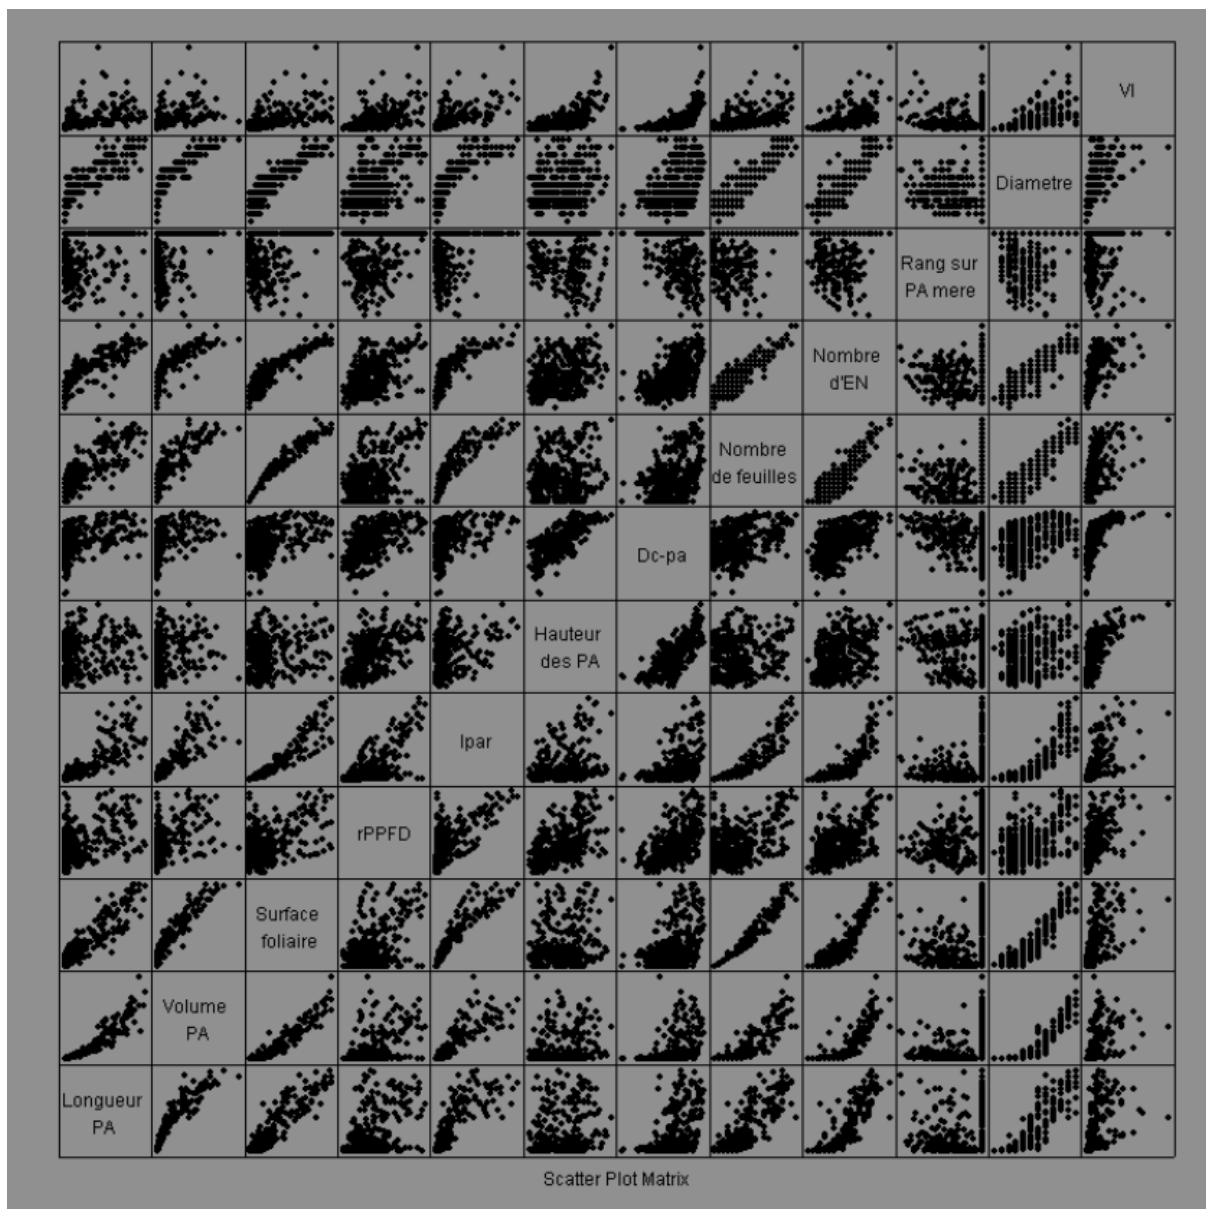 VI
Diametre
Rang sur
PA mere
Nombre
d'EN
Nombre
de feuilles
Dc-pa
Hauteur
des PA
Ipar
rPPFD
Surface
foliaire
Volume
PA
Longueur
PA
Scatter Plot Matrix